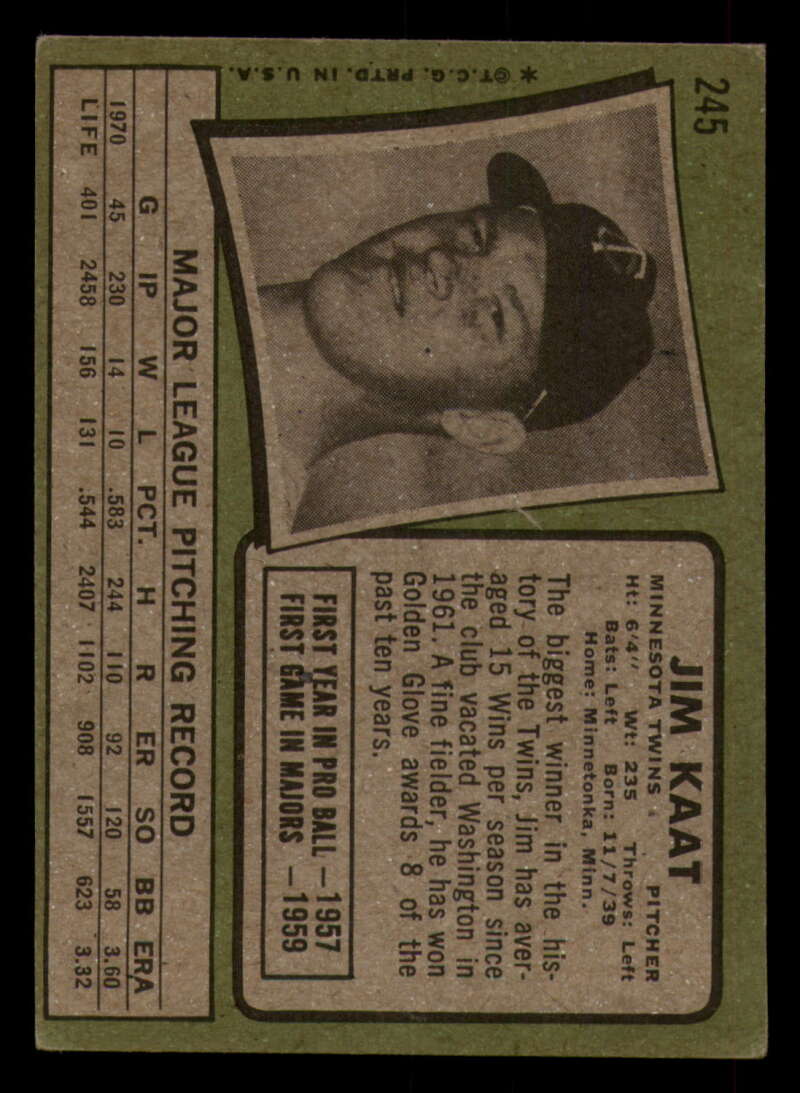 245
JIM KAAT
MINNESOTA TWINS PITCHER
Ht: 6'4" Wt: 235 Throws: Left
Bats: Left Born: 11/7/39
Home: Minnetonka, Minn.
The biggest winner in the his-
tory of the Twins, Jim has aver-
aged 15 Wins per season since
the club vacated Washington in
1961. A fine fielder, he has won
Golden Glove awards 8 of the
past ten years.
FIRST YEAR IN PRO BALL—1957
FIRST GAME IN MAJORS —1959
MAJOR LEAGUE PITCHING RECORD
G IP W L PCT. H R ER SO BB ERA
1970 45 230 14 10 .583 244 110 92 120 58 3.60
LIFE 401 2458 156 131 .544 2407 1102 908 1557 623 3.32
* ©T.C.G. PRTD. IN U.S.A.